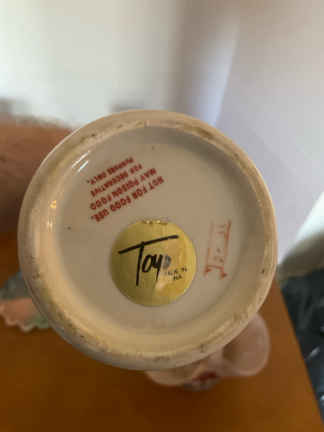 NOT FOR FOOD USE.
MAY POISON FOOD
FOR DECORATIVE
PURPOSE ONLY.
Toyo